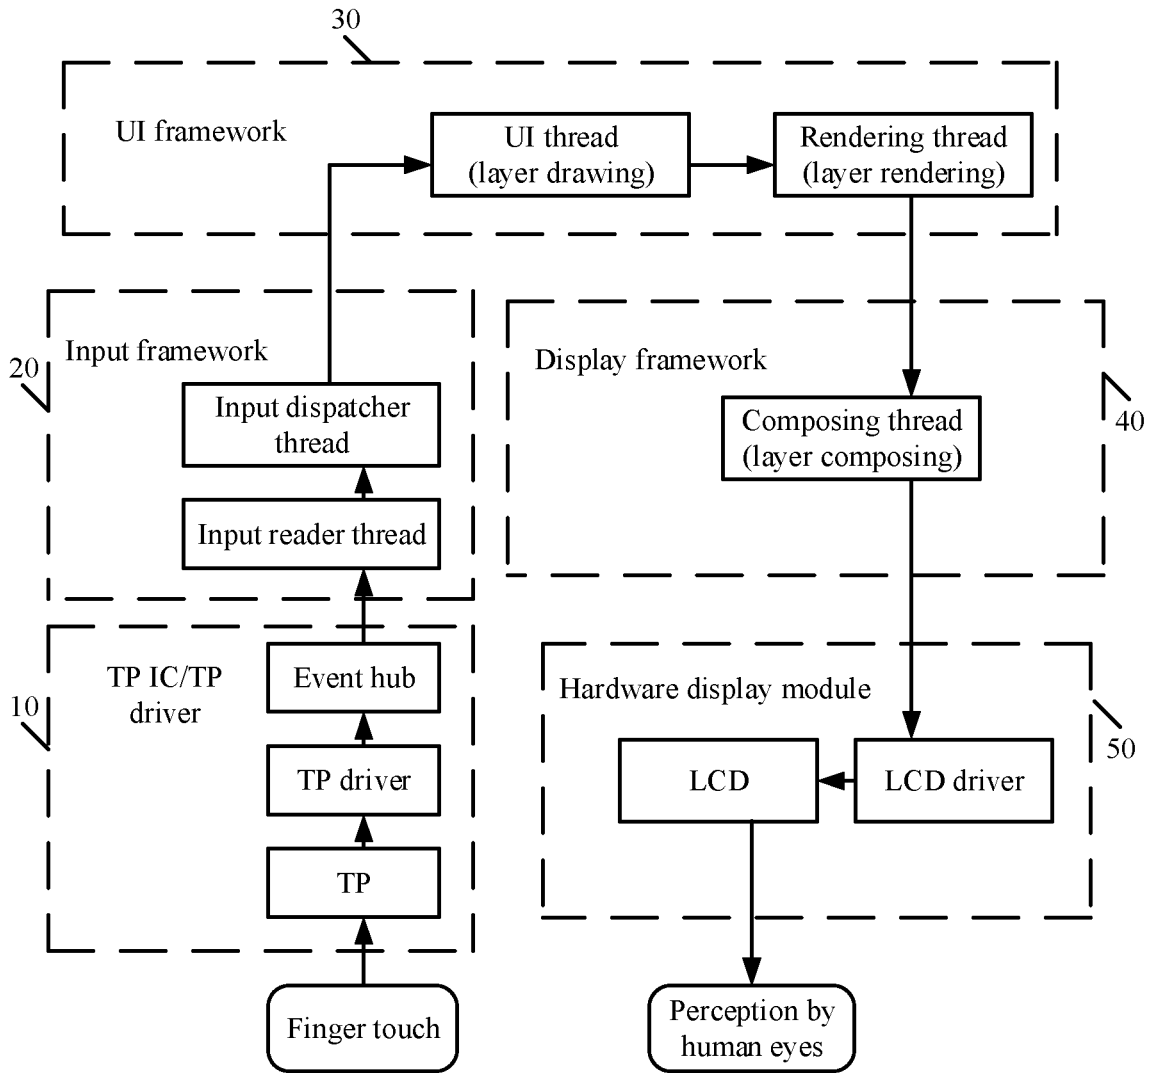 30
UI framework
UI thread
(layer drawing)
Rendering thread
(layer rendering)
20
Input framework
Input dispatcher
thread
Input reader thread
Display framework
40
Composing thread
(layer composing)
10
TP IC/TP
driver
Event hub
TP driver
TP
Hardware display module
50
LCD
LCD driver
Finger touch
Perception by
human eyes